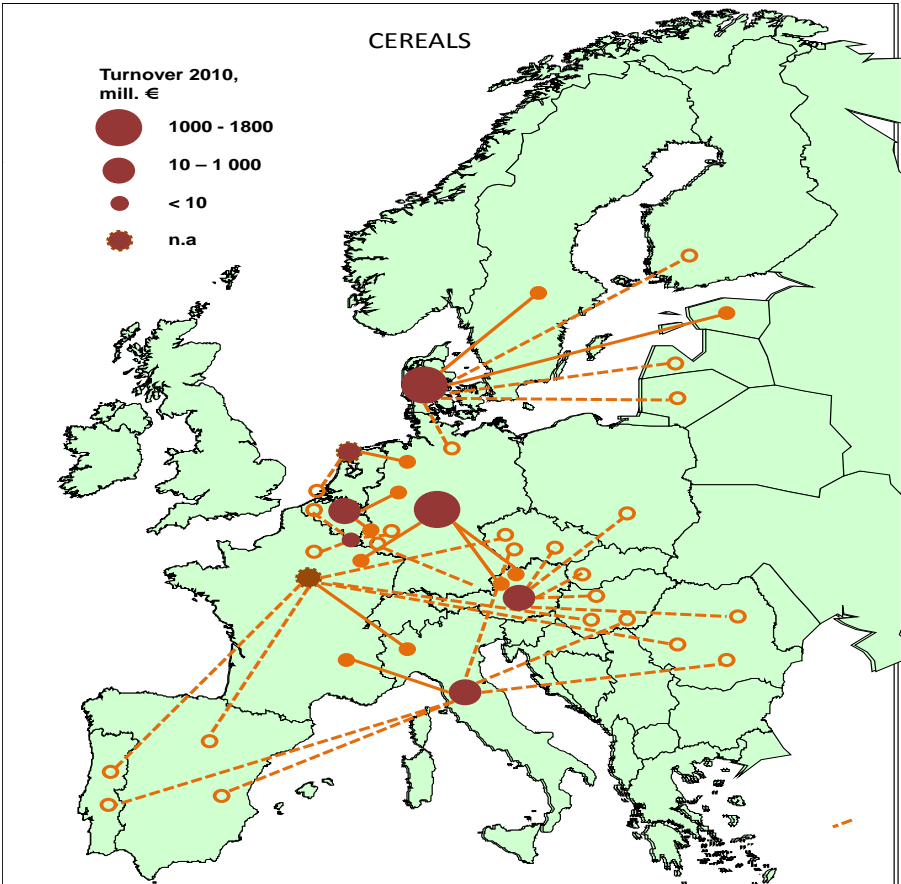 CEREALS
Turnover 2010,
mill. €
1000 - 1800
10 – 1 000
< 10
n.a